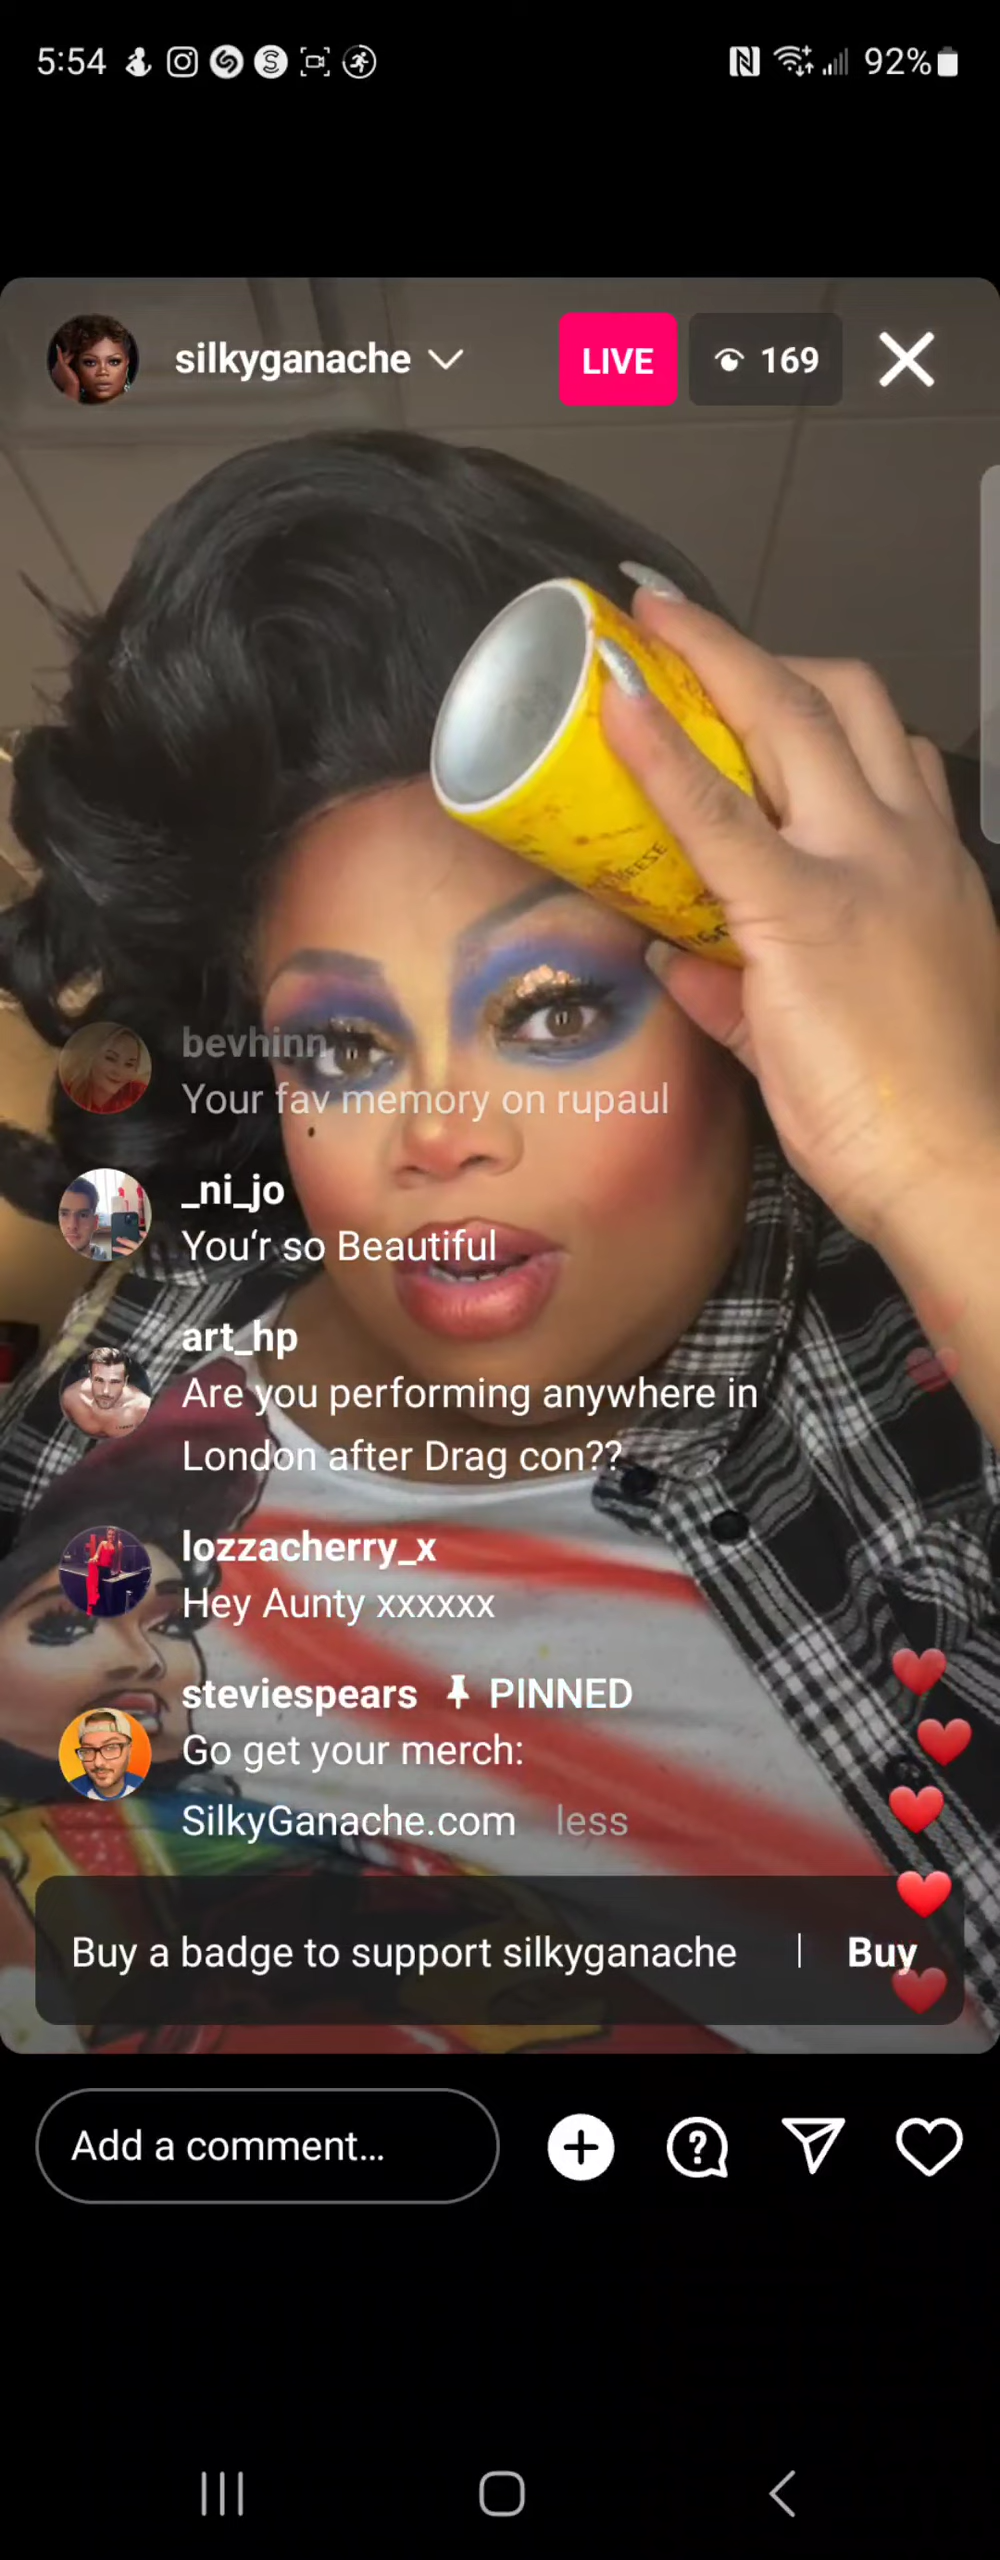 5:54
92%
silkyganache
LIVE
169
bevhinn
Your fav memory on rupaul
_ni_jo
You‘r so Beautiful
art_hp
Are you performing anywhere in
London after Drag con??
lozzacherry_x
Hey Aunty xxxxxx
steviespears PINNED
Go get your merch:
SilkyGanache.com less
Buy a badge to support silkyganache | Buy
Add a comment...